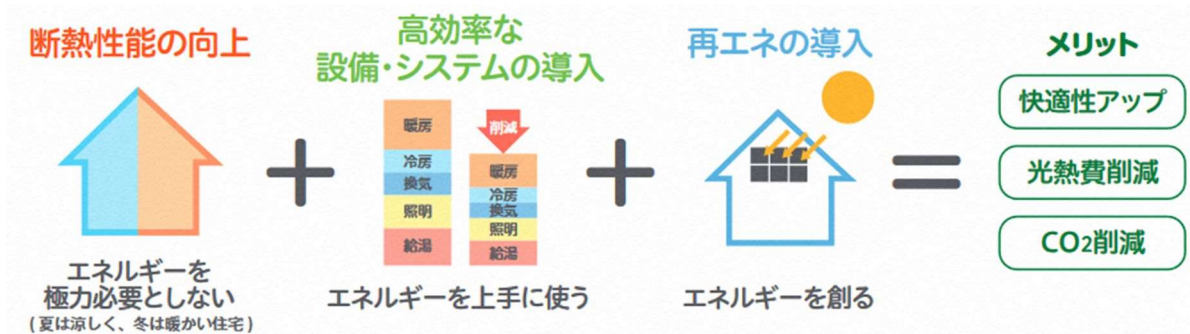 断熱性能の向上
エネルギーを
極力必要としない
(夏は涼しく、冬は暖かい住宅)
高効率な
設備・システムの導入
暖房
冷房
換気
照明
給湯
削減
暖房
冷房
換気
照明
給湯
エネルギーを上手に使う
再エネの導入
エネルギーを創る
メリット
快適性アップ
光熱費削減
CO2削減